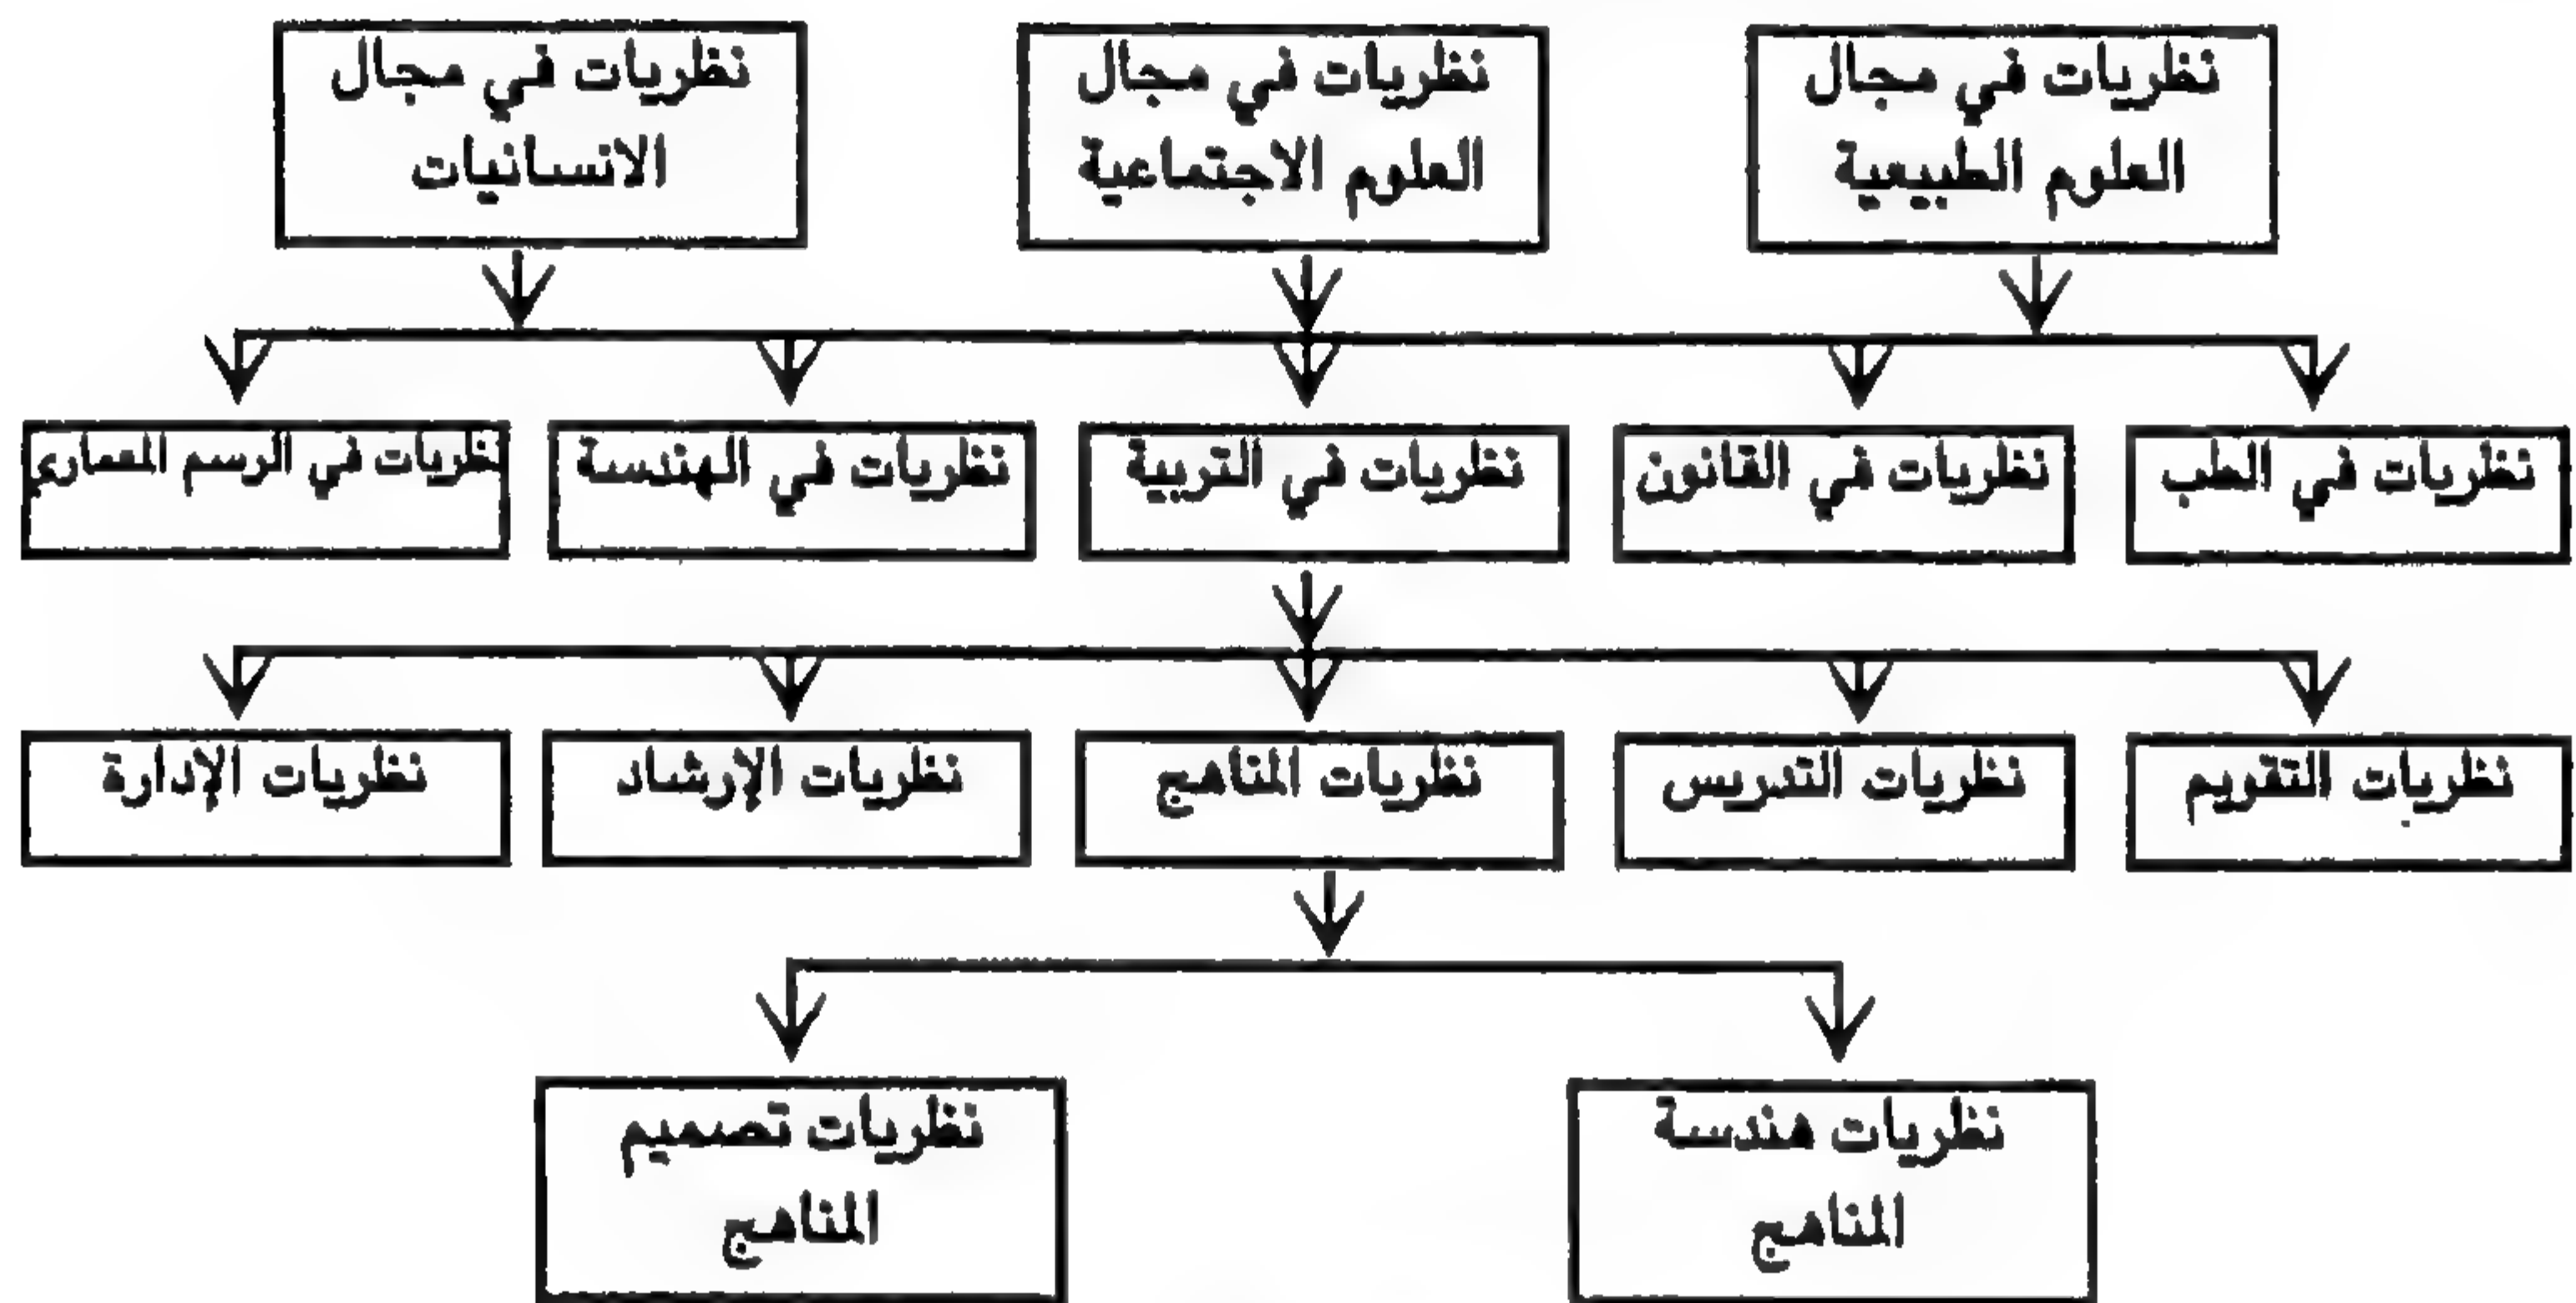 نظريات في مجال
العلوم الطبيعية
نظريات في مجال
العلوم الاجتماعية
نظريات في مجال
الانسانيات
نظريات في الطب
نظريات في القانون
نظريات في التربية
نظريات في الهندسة
نظريات في الرسم المعماري
نظريات التقويم
نظريات التدريس
نظريات المناهج
نظريات الإرشاد
نظريات الإدارة
نظريات هندسة
المناهج
نظريات تصميم
المناهج